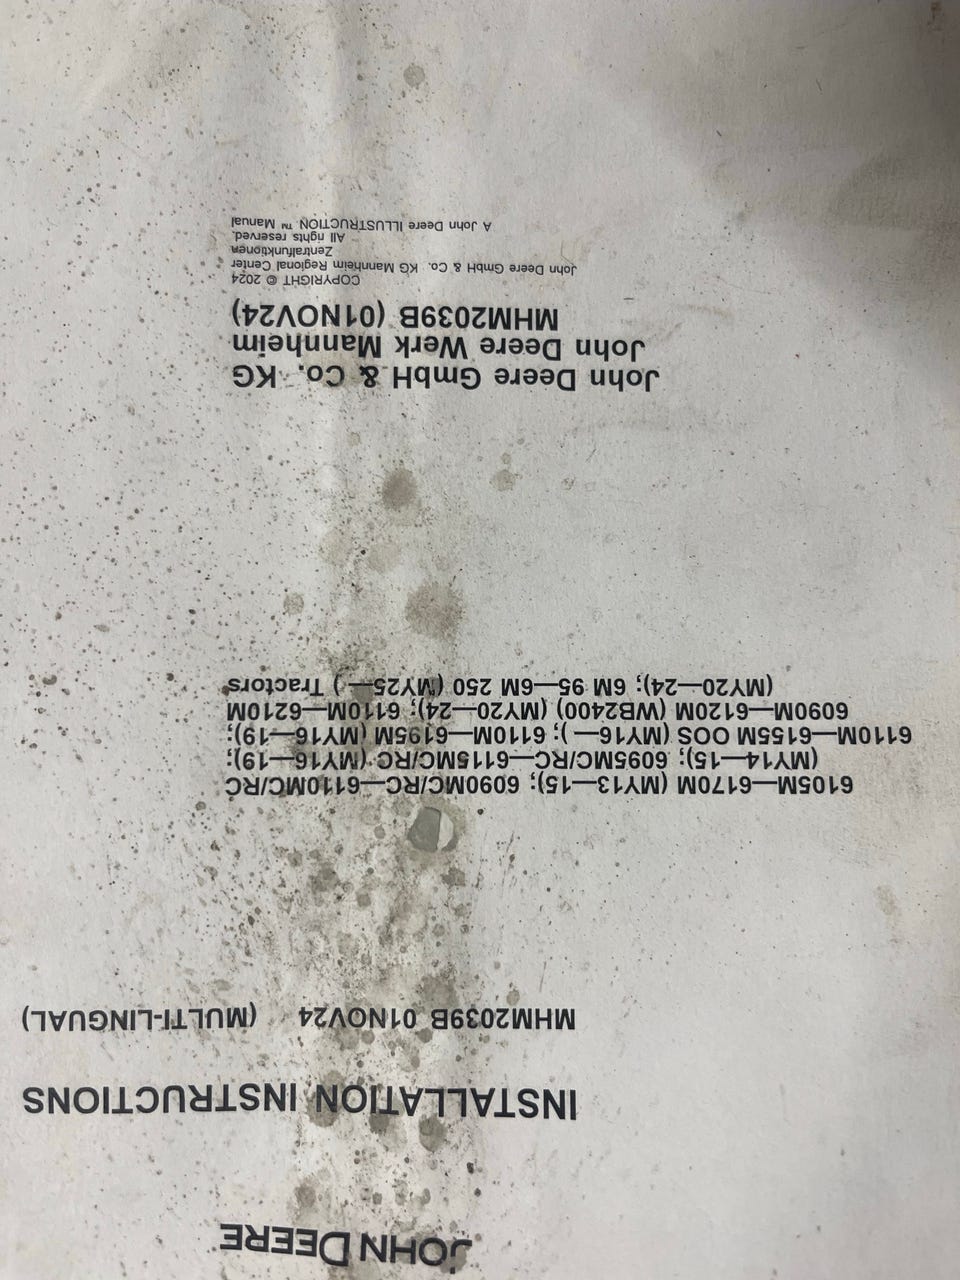 JOHN DEERE
INSTALLATION INSTRUCTIONS
MHM2039B 01NOV24 (MULTI-LINGUAL)
6105M—6170M (MY13—15); 6090MC/RC—6110MC/RC
(MY14—15); 6095MC/RC—6115MC/RC (MY16—19);
6110M—6155M OOS (MY16— ); 6110M—6195M (MY16—19);
6090M—6120M (WB2400) (MY20—24); 6110M—6210M
(MY20—24); 6M 95—6M 250 (MY25— ) Tractors
John Deere GmbH & Co. KG
John Deere Werk Mannheim
MHM2039B (01NOV24)
COPYRIGHT © 2024
John Deere GmbH & Co. KG Mannheim Regional Center
Zentralfunktionen
All rights reserved.
A John Deere ILLUSTRUCTION ™ Manual